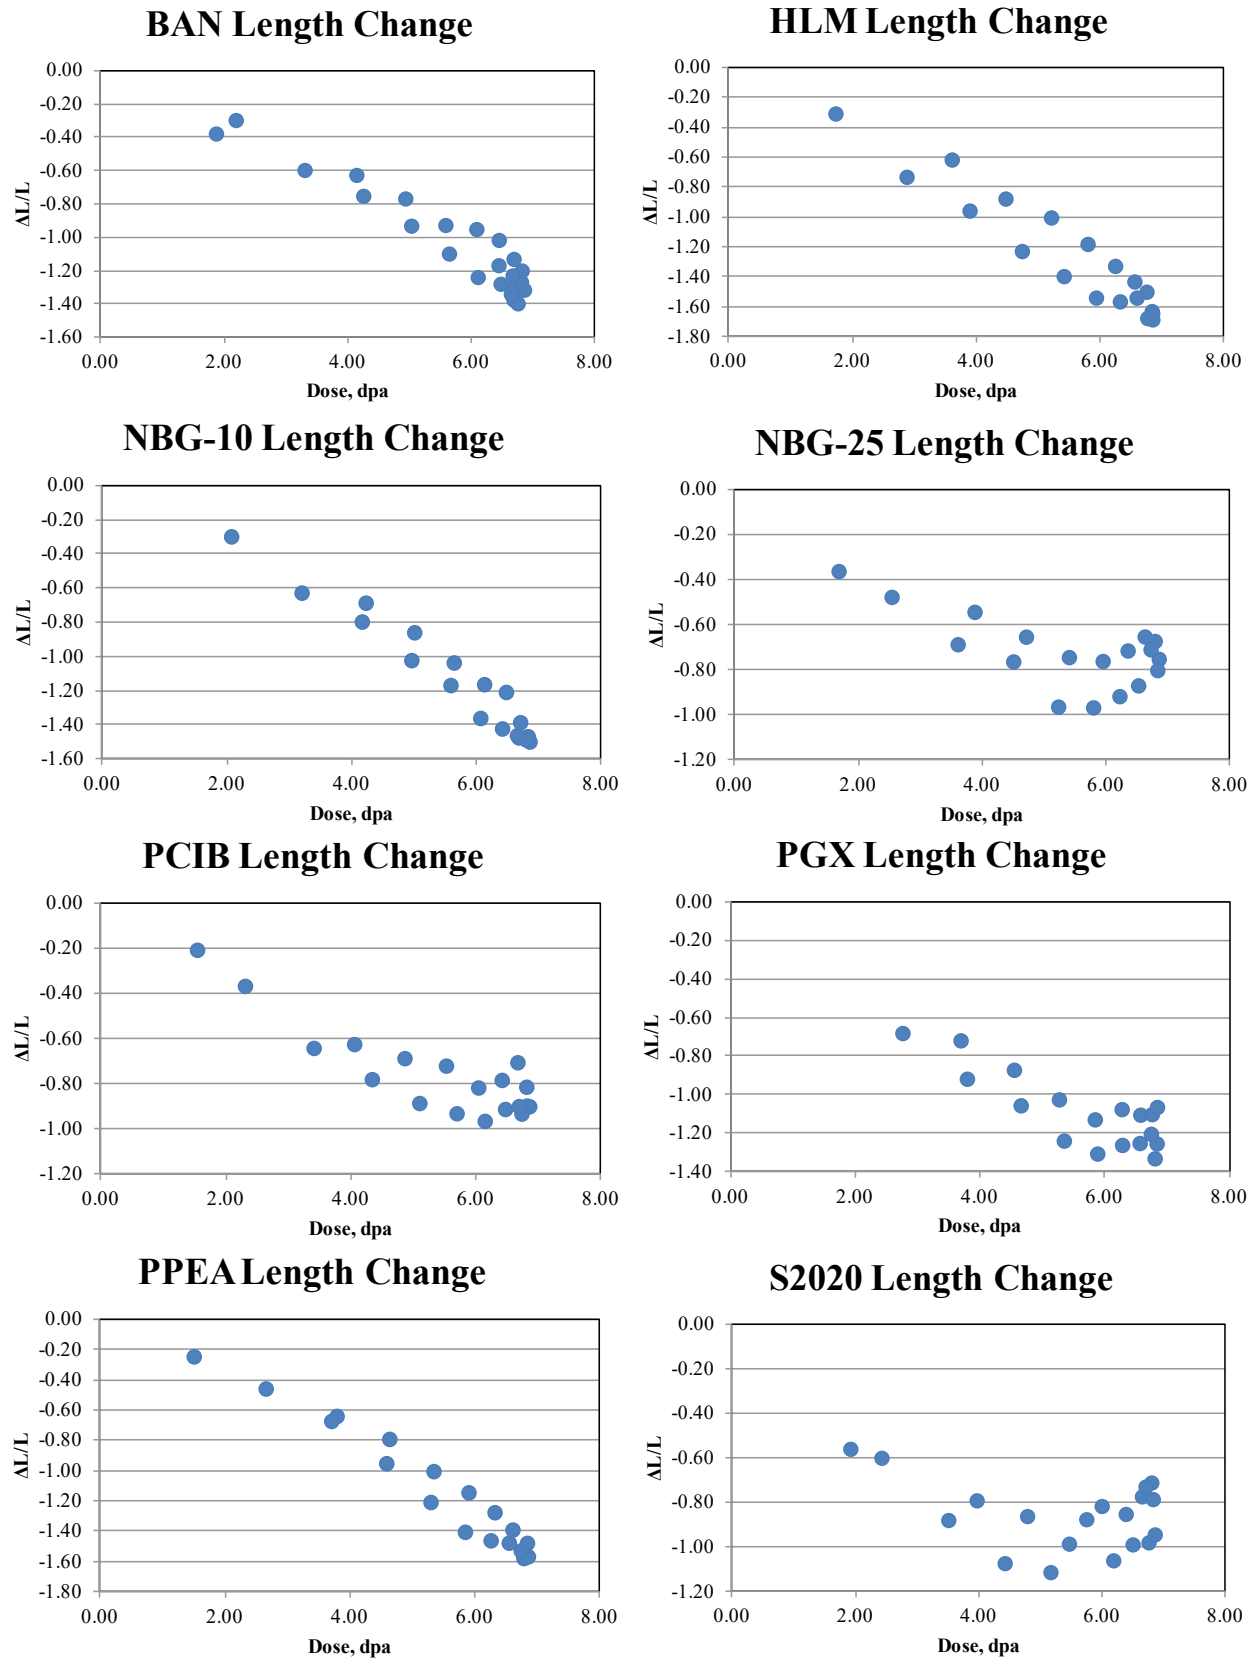 BAN Length Change
0.00
-0.20
-0.40
-0.60
-0.80
-1.00
-1.20
-1.40
-1.60
ΔL/L
0.00 2.00 4.00 6.00 8.00
Dose, dpa
HLM Length Change
0.00
-0.20
-0.40
-0.60
-0.80
-1.00
-1.20
-1.40
-1.60
-1.80
ΔL/L
0.00 2.00 4.00 6.00 8.00
Dose, dpa
NBG-10 Length Change
0.00
-0.20
-0.40
-0.60
-0.80
-1.00
-1.20
-1.40
-1.60
ΔL/L
0.00 2.00 4.00 6.00 8.00
Dose, dpa
NBG-25 Length Change
0.00
-0.20
-0.40
-0.60
-0.80
-1.00
-1.20
ΔL/L
0.00 2.00 4.00 6.00 8.00
Dose, dpa
PCIB Length Change
0.00
-0.20
-0.40
-0.60
-0.80
-1.00
-1.20
ΔL/L
0.00 2.00 4.00 6.00 8.00
Dose, dpa
PGX Length Change
0.00
-0.20
-0.40
-0.60
-0.80
-1.00
-1.20
-1.40
ΔL/L
0.00 2.00 4.00 6.00 8.00
Dose, dpa
PPEA Length Change
0.00
-0.20
-0.40
-0.60
-0.80
-1.00
-1.20
-1.40
-1.60
-1.80
ΔL/L
0.00 2.00 4.00 6.00 8.00
Dose, dpa
S2020 Length Change
0.00
-0.20
-0.40
-0.60
-0.80
-1.00
-1.20
ΔL/L
0.00 2.00 4.00 6.00 8.00
Dose, dpa